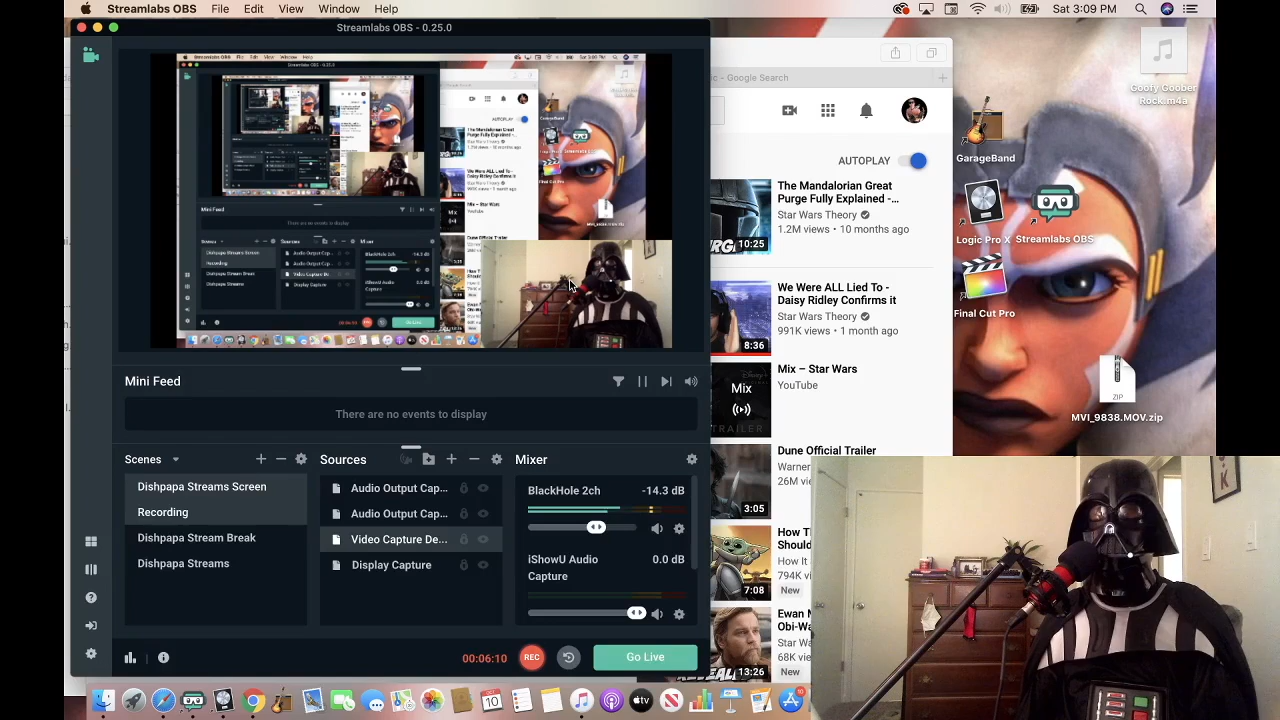 Streamlabs OBS File Edit View Window Help
Sat 3:09 PM
Streamlabs OBS - 0.25.0
Mini Feed
There are no events to display
Scenes
Dishpapa Streams Screen
Recording
Dishpapa Stream Break
Dishpapa Streams
Sources
Audio Output Cap...
Audio Output Cap...
Video Capture De...
Display Capture
Mixer
BlackHole 2ch -14.3 dB
iShowU Audio 0.0 dB
Capture
00:06:10 REC Go Live
- Google Search
AUTOPLAY
The Mandalorian Great
Purge Fully Explained -
Star Wars Theory
1.2M views • 10 months ago
10:25
We Were ALL Lied To -
Daisy Ridley Confirms it
Star Wars Theory
991K views • 1 month ago
8:36
Mix – Star Wars
YouTube
Mix
TRAILER
Dune Official Trailer
Warner
26M vi
3:05
How T
Should
How It
794K v
New
7:08
Ewan M
Obi-Wa
Star Wa
68K vi
New
13:26
Goofy Goober
Rock.m4a
GarageBand
Logic Pro X
Streamlabs OBS
Final Cut Pro
ZIP
MVI_9838.MOV.zip